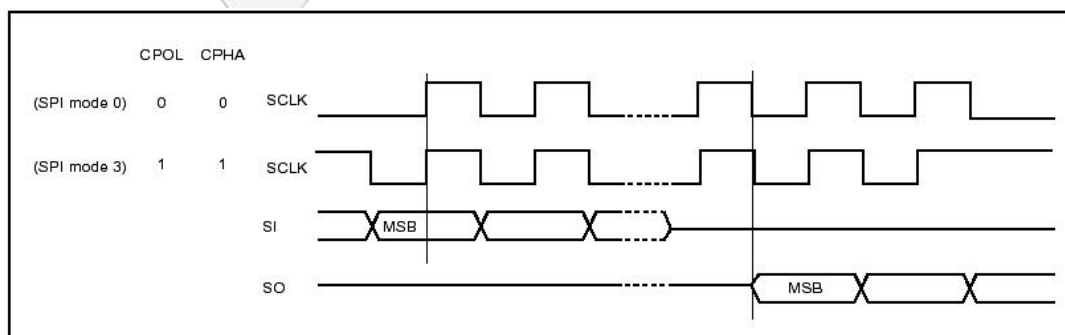 CPOL CPHA
(SPI mode 0) 0 0 SCLK
(SPI mode 3) 1 1 SCLK
SI MSB
SO MSB